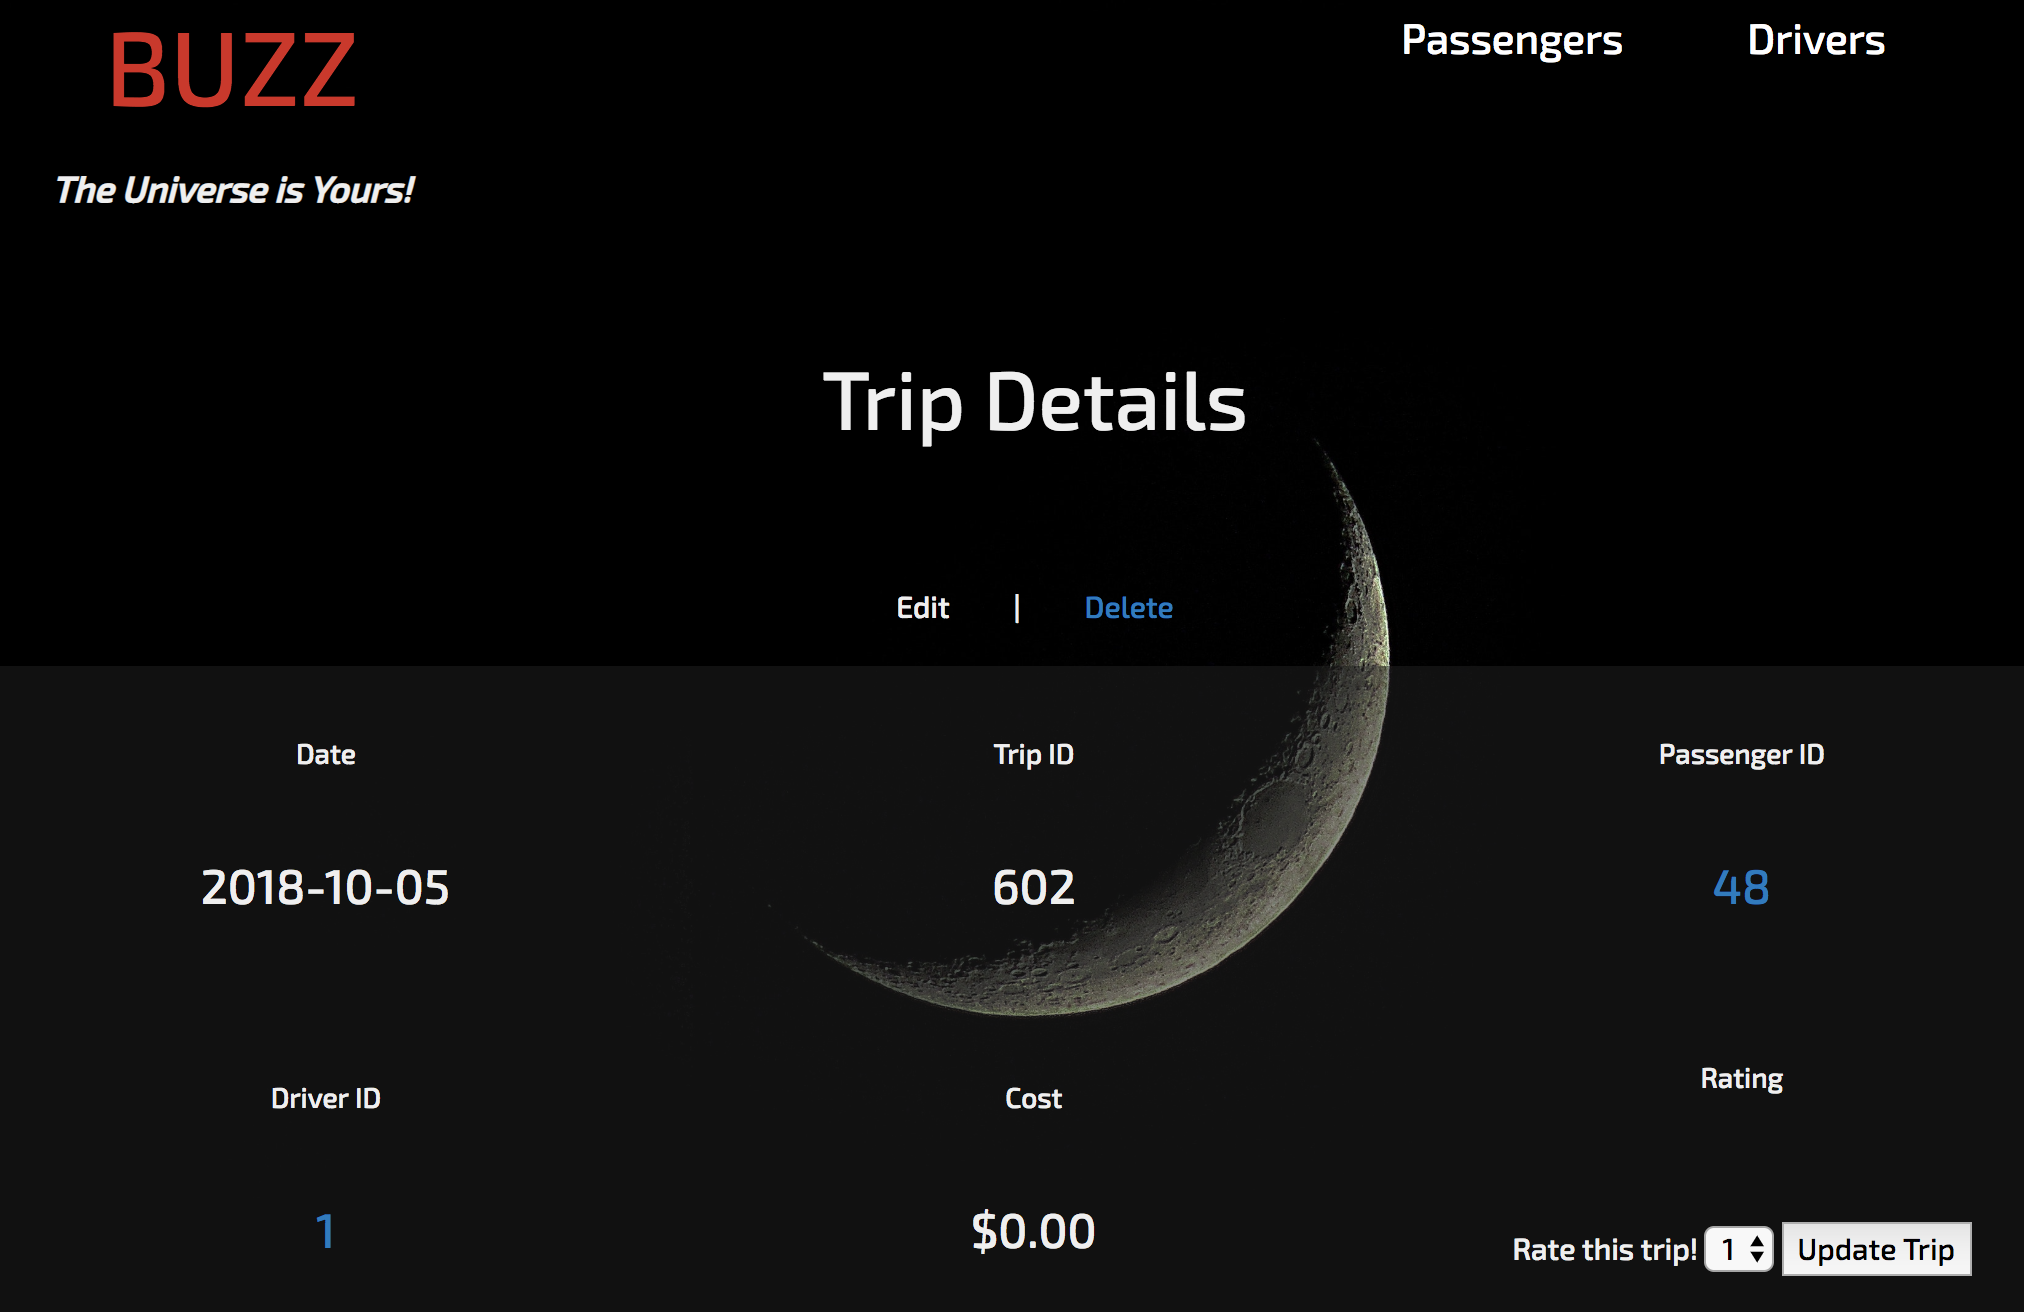 BUZZ
Passengers
Drivers
The Universe is Yours!
Trip Details
Edit | Delete
Date
Trip ID
Passenger ID
2018-10-05
602
48
Driver ID
Cost
Rating
1
$0.00
Rate this trip! 1 Update Trip